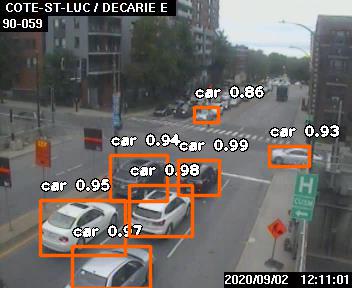 COTE-ST-LUC / DECARIE E
90-059
car 0.86
car 0.93
car 0.94
car 0.99
car 0.98
car 0.95
car 0.97
H
CUSM
2020/09/02 12:11:01